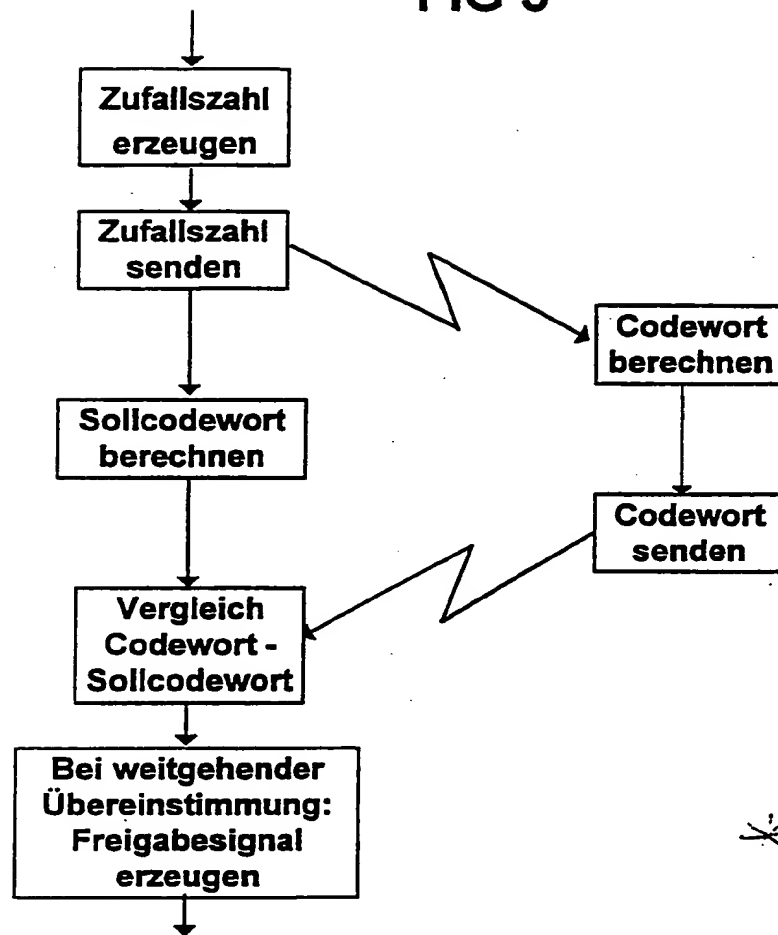 Zufallszahl
erzeugen
Zufallszahl
senden
Codewort
berechnen
Sollcodewort
berechnen
Codewort
senden
Vergleich
Codewort -
Sollcodewort
Bei weitgehender
Übereinstimmung:
Freigabesignal
erzeugen